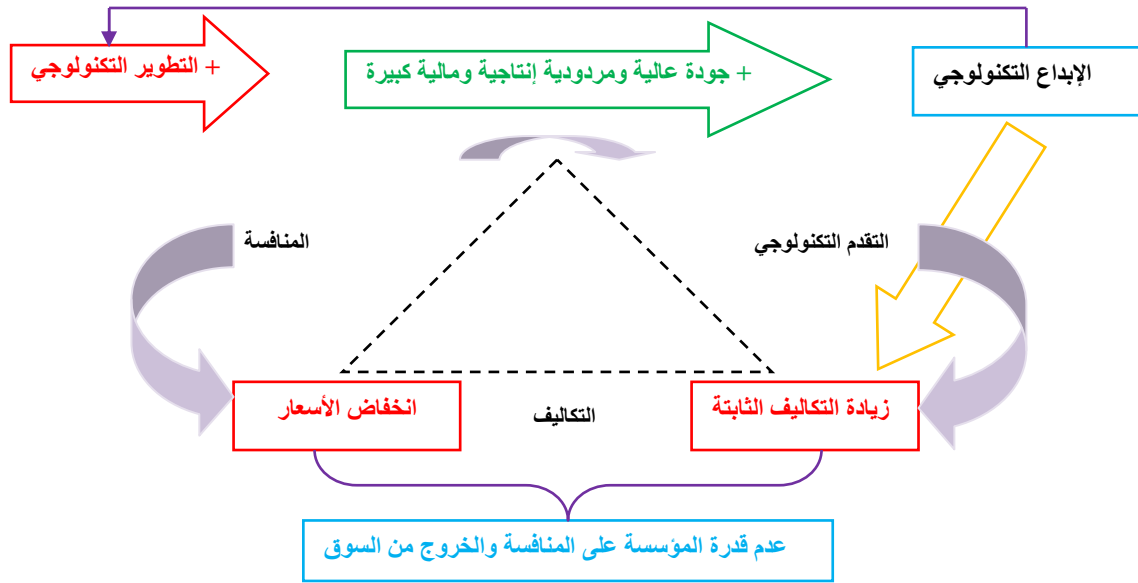 الإبداع التكنولوجي
+ جودة عالية ومردودية إنتاجية ومالية كبيرة
+ التطوير التكنولوجي
التقدم التكنولوجي
المنافسة
زيادة التكاليف الثابتة
التكاليف
انخفاض الأسعار
عدم قدرة المؤسسة على المنافسة والخروج من السوق